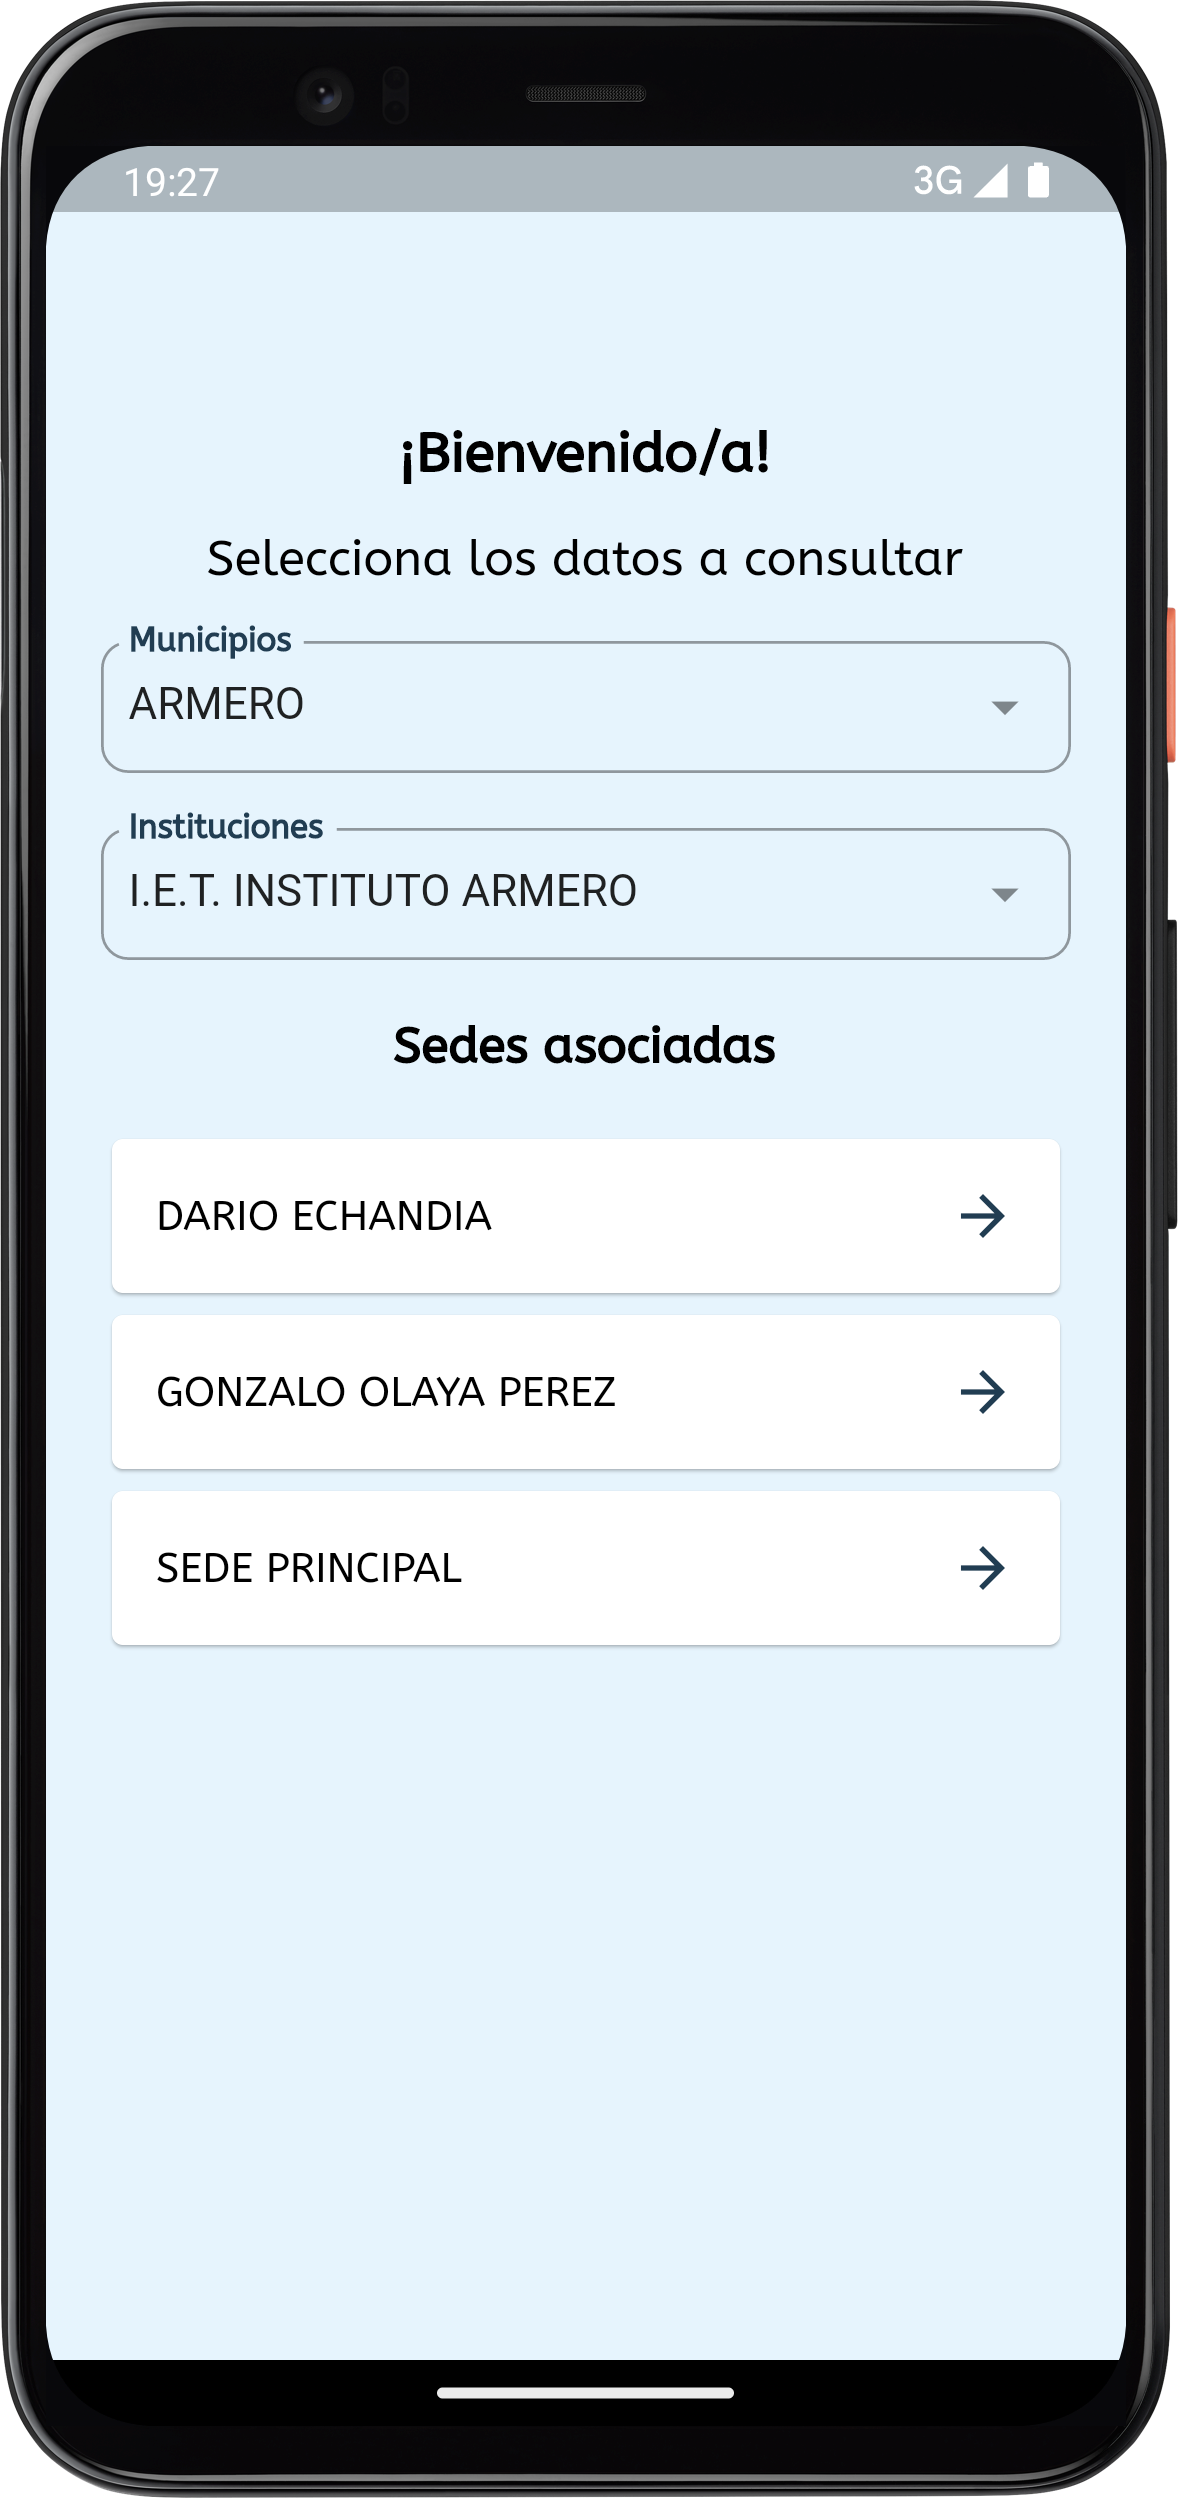 19:27 3G
¡Bienvenido/a!
Selecciona los datos a consultar
Municipios
ARMERO
Instituciones
I.E.T. INSTITUTO ARMERO
Sedes asociadas
DARIO ECHANDIA
GONZALO OLAYA PEREZ
SEDE PRINCIPAL